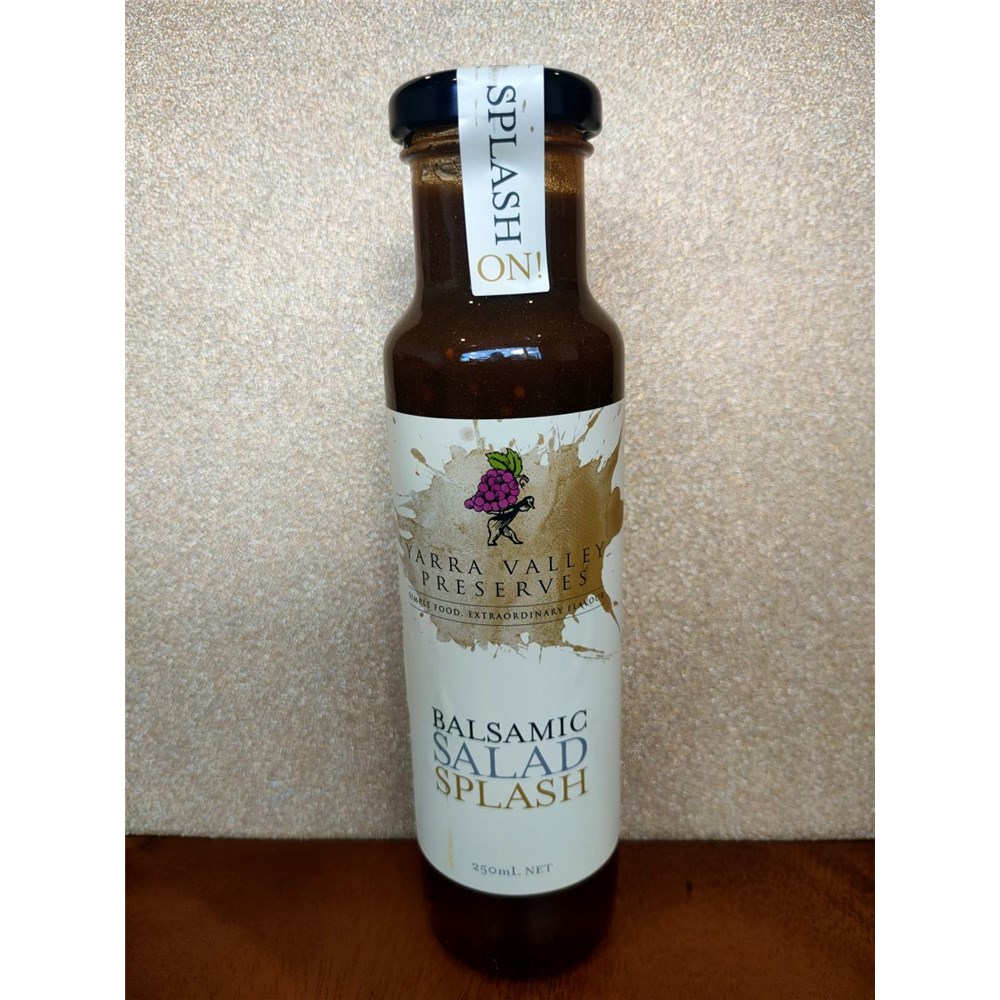 SPLASH
ON!
YARRA VALLEY
PRESERVES
SIMPLE FOOD, EXTRAORDINARY FLAVOUR
BALSAMIC
SALAD
SPLASH
250mL NET